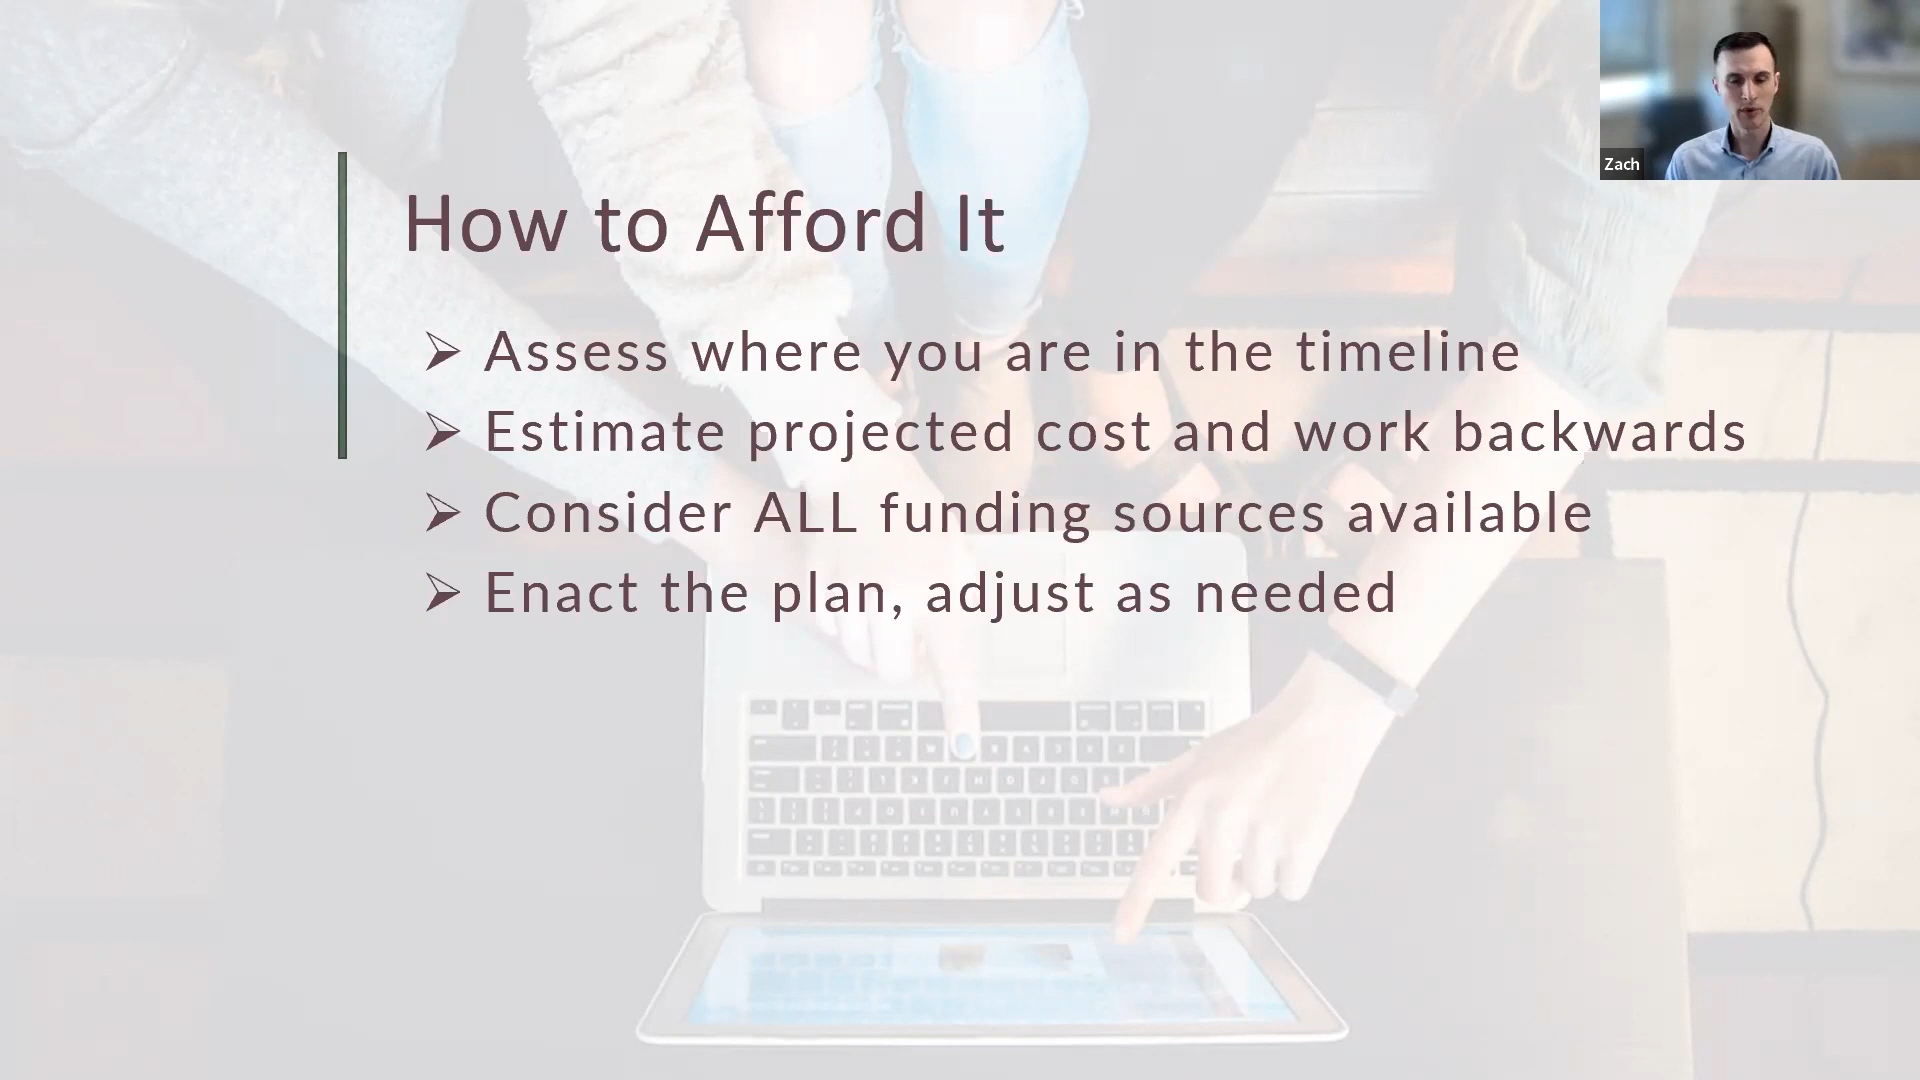 Zach
How to Afford It
➢ Assess where you are in the timeline
➢ Estimate projected cost and work backwards
➢ Consider ALL funding sources available
➢ Enact the plan, adjust as needed